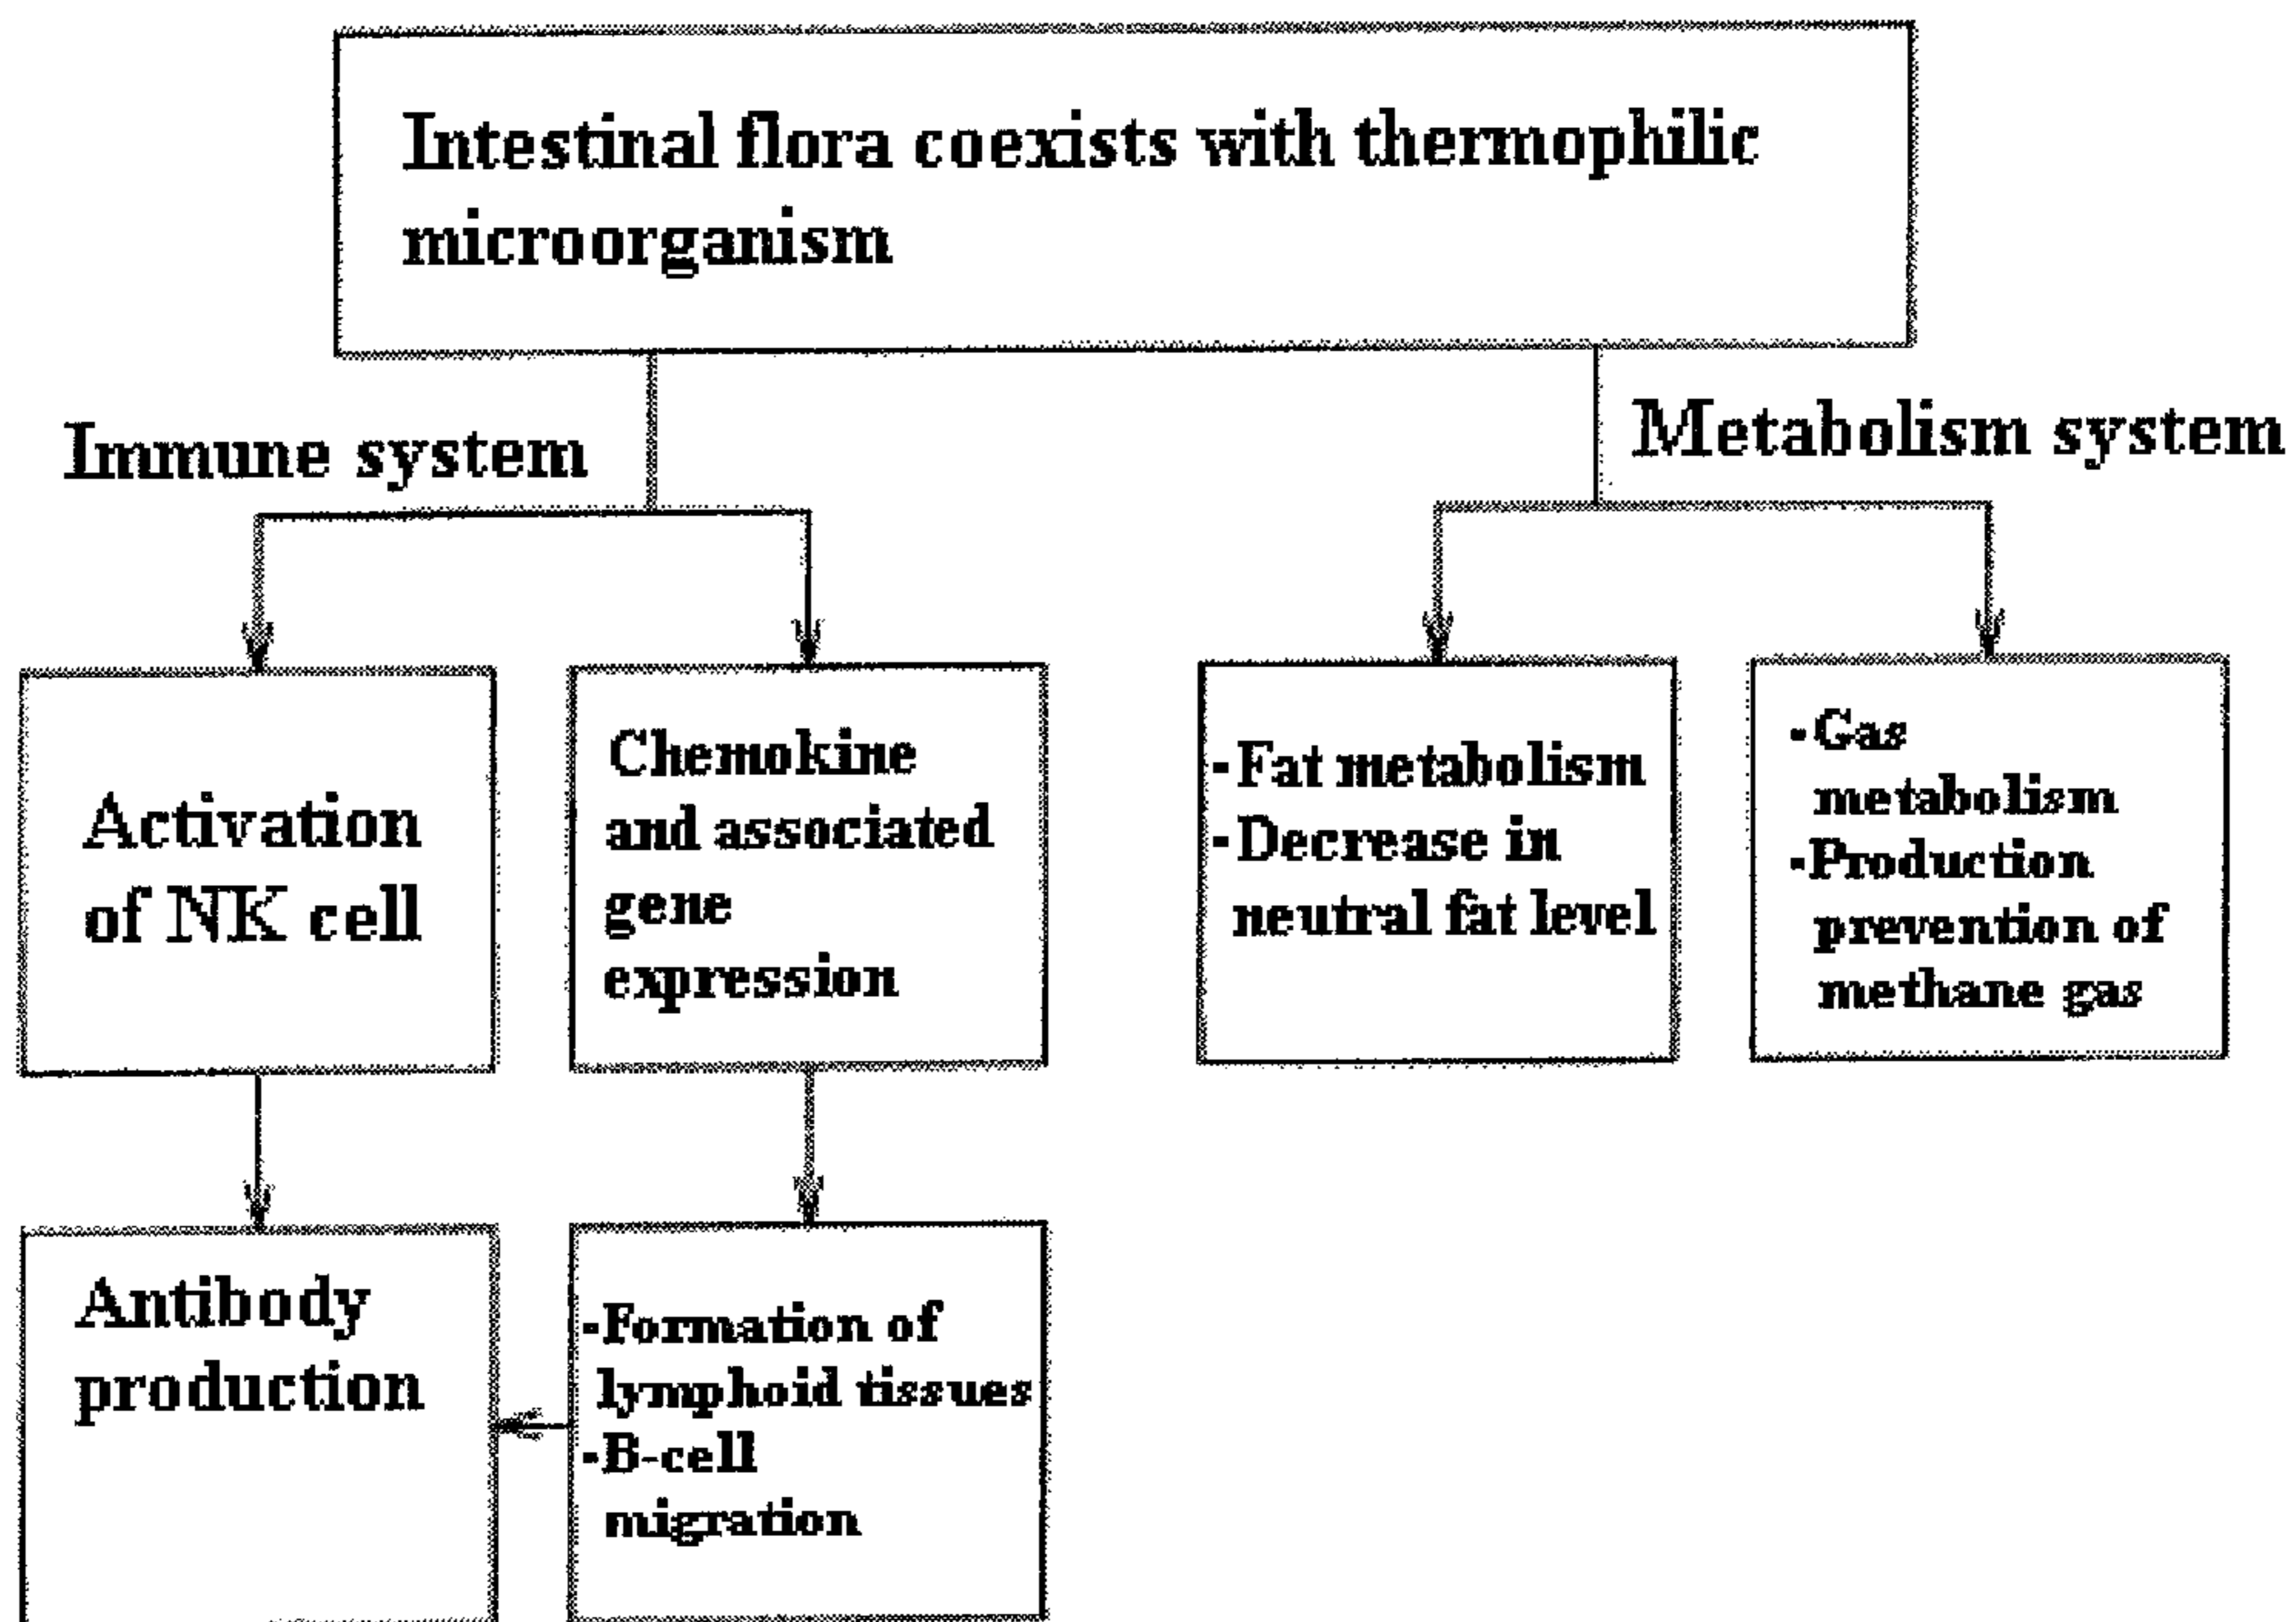 Intestinal flora coexists with thermophilic
microorganism
Immune system
Metabolism system
Activation
of NK cell
Chemokine
and associated
gene
expression
-Fat metabolism
-Decrease in
neutral fat level
-Gas
metabolism
-Production
prevention of
methane gas
Antibody
production
-Formation of
lymphoid tissues
-B-cell
migration